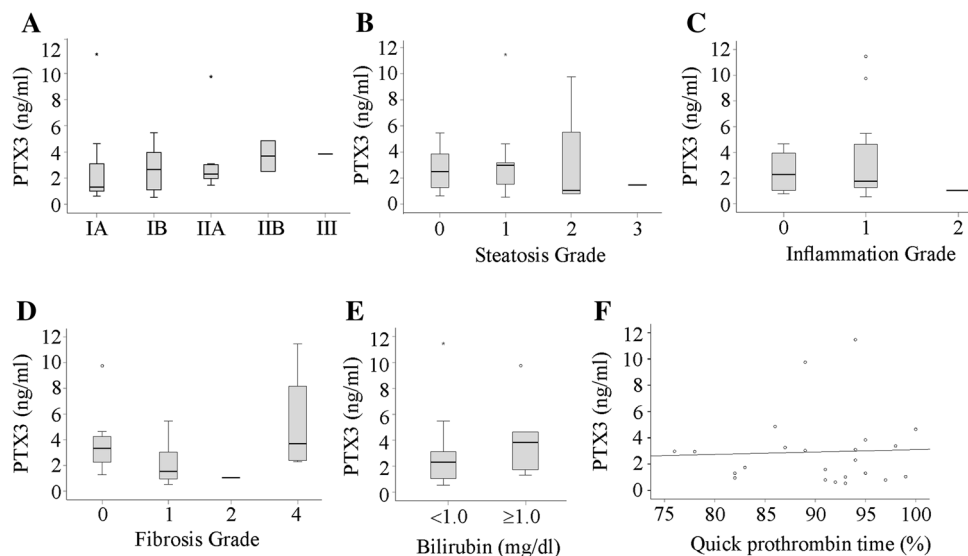 A
PTX3 (ng/ml)
12
10
8
6
4
2
0
IA IB IIA IIB III
B
PTX3 (ng/ml)
12
10
8
6
4
2
0
0 1 2 3
Steatosis Grade
C
PTX3 (ng/ml)
12
10
8
6
4
2
0
0 1 2
Inflammation Grade
D
PTX3 (ng/ml)
12
10
8
6
4
2
0
0 1 2 4
Fibrosis Grade
E
PTX3 (ng/ml)
12
10
8
6
4
2
0
<1.0 ≥1.0
Bilirubin (mg/dl)
F
PTX3 (ng/ml)
12
10
8
6
4
2
0
75 80 85 90 95 100
Quick prothrombin time (%)